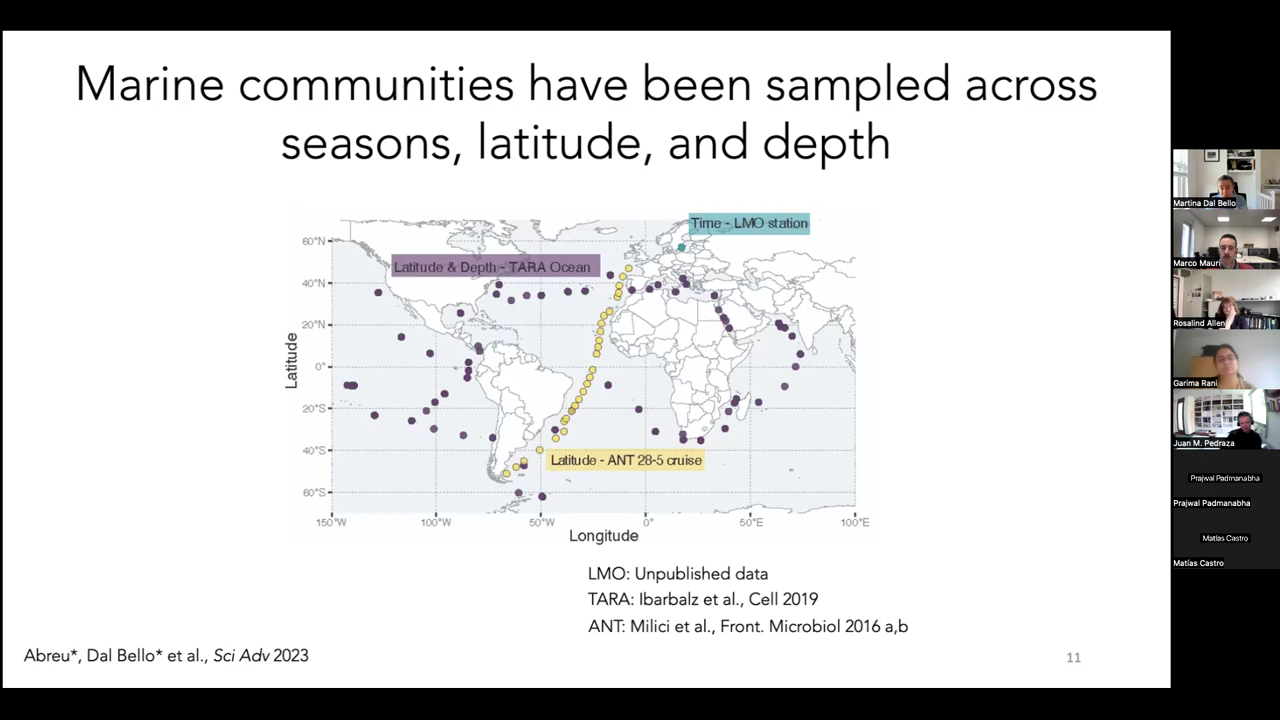 Marine communities have been sampled across
seasons, latitude, and depth
Time - LMO station
Latitude & Depth - TARA Ocean
Latitude - ANT 28-5 cruise
60°N
40°N
20°N
0°
20°S
40°S
60°S
Latitude
150°W
100°W
50°W
0°
50°E
100°E
Longitude
LMO: Unpublished data
TARA: Ibarbalz et al., Cell 2019
ANT: Milici et al., Front. Microbiol 2016 a,b
Abreu*, Dal Bello* et al., Sci Adv 2023
11
Martina Dal Bello
Marco Mauri
Rosalind Allen
Garima Rani
Juan M. Pedraza
Prajwal Padmanabha
Prajwal Padmanabha
Matías Castro
Matías Castro